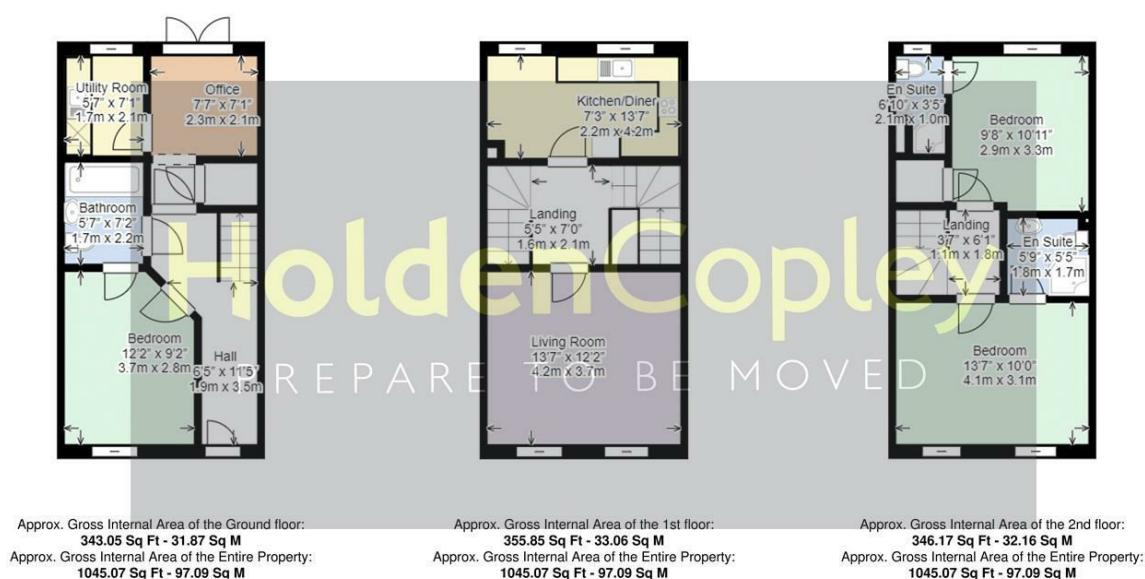 Utility Room
5'7" x 7'1"
1.7m x 2.1m
Office
7'7" x 7'1"
2.3m x 2.1m
Bathroom
5'7" x 7'2"
1.7m x 2.2m
Bedroom
12'2" x 9'2"
3.7m x 2.8m
Hall
6'5" x 11'5"
1.9m x 3.5m
Kitchen/Diner
7'3" x 13'7"
2.2m x 4.2m
Landing
5'5" x 7'0"
1.6m x 2.1m
Living Room
13'7" x 12'2"
4.2m x 3.7m
En Suite
6'10" x 3'5"
2.1m x 1.0m
Bedroom
9'8" x 10'11"
2.9m x 3.3m
Landing
3'7" x 6'1"
1.1m x 1.8m
En Suite
5'9" x 5'5"
1.8m x 1.7m
Bedroom
13'7" x 10'0"
4.1m x 3.1m
HoldenCopley
PREPARE TO BE MOVED
Approx. Gross Internal Area of the Ground floor:
343.05 Sq Ft - 31.87 Sq M
Approx. Gross Internal Area of the Entire Property:
1045.07 Sq Ft - 97.09 Sq M
Approx. Gross Internal Area of the 1st floor:
355.85 Sq Ft - 33.06 Sq M
Approx. Gross Internal Area of the Entire Property:
1045.07 Sq Ft - 97.09 Sq M
Approx. Gross Internal Area of the 2nd floor:
346.17 Sq Ft - 32.16 Sq M
Approx. Gross Internal Area of the Entire Property:
1045.07 Sq Ft - 97.09 Sq M